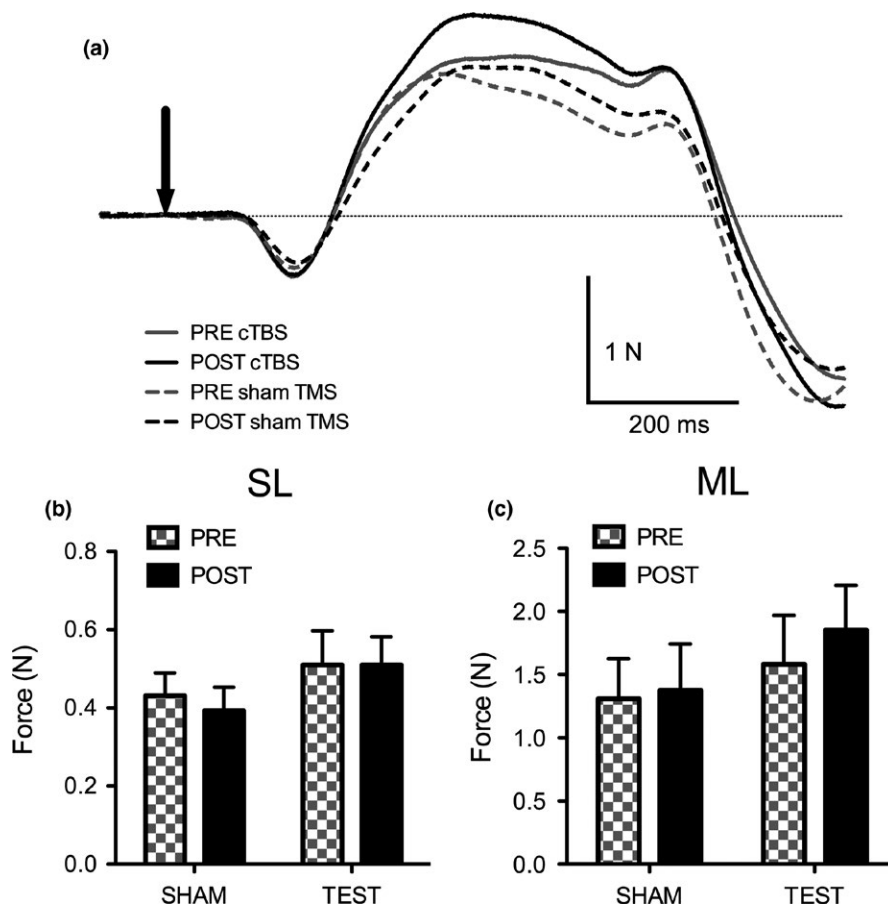 (a)
PRE cTBS
POST cTBS
PRE sham TMS
POST sham TMS
1 N
200 ms
SL
(b)
PRE
POST
Force (N)
0.8
0.6
0.4
0.2
0.0
SHAM TEST
ML
(c)
PRE
POST
Force (N)
2.5
2.0
1.5
1.0
0.5
0.0
SHAM TEST